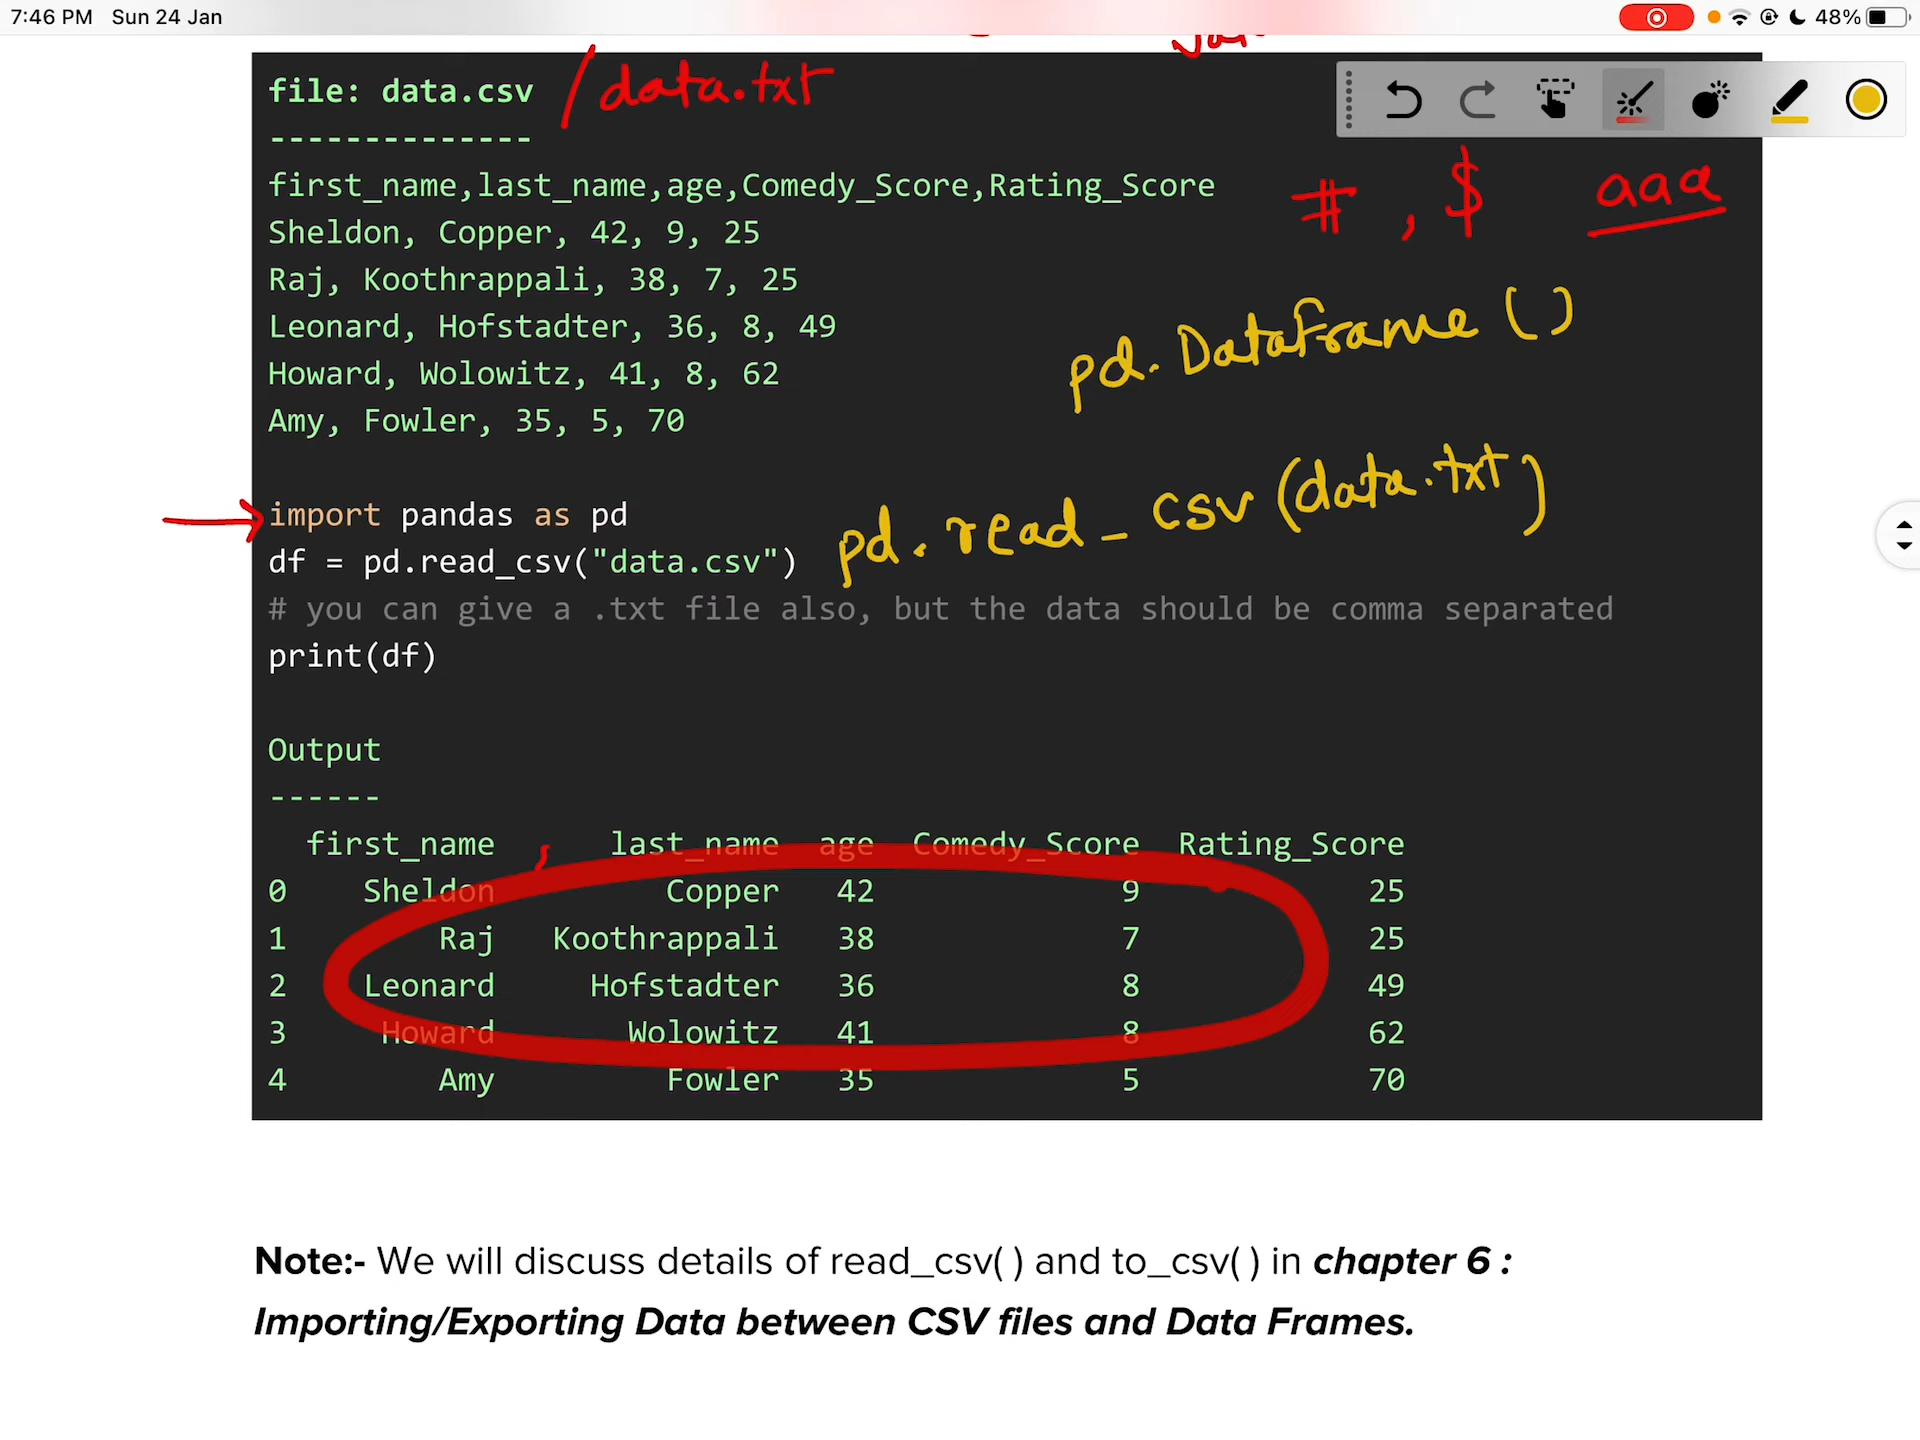 7:46 PM Sun 24 Jan
48%
file: data.csv /data.txt
--------------
first_name,last_name,age,Comedy_Score,Rating_Score
# , $ aaa
Sheldon, Copper, 42, 9, 25
Raj, Koothrappali, 38, 7, 25
Leonard, Hofstadter, 36, 8, 49
pd.DataFrame()
Howard, Wolowitz, 41, 8, 62
Amy, Fowler, 35, 5, 70
import pandas as pd
pd.read_csv(data.txt)
df = pd.read_csv("data.csv")
# you can give a .txt file also, but the data should be comma separated
print(df)
Output
------
first_name , last_name age Comedy_Score Rating_Score
0 Sheldon Copper 42 9 25
1 Raj Koothrappali 38 7 25
2 Leonard Hofstadter 36 8 49
3 Howard Wolowitz 41 8 62
4 Amy Fowler 35 5 70
Note:- We will discuss details of read_csv() and to_csv() in chapter 6 :
Importing/Exporting Data between CSV files and Data Frames.